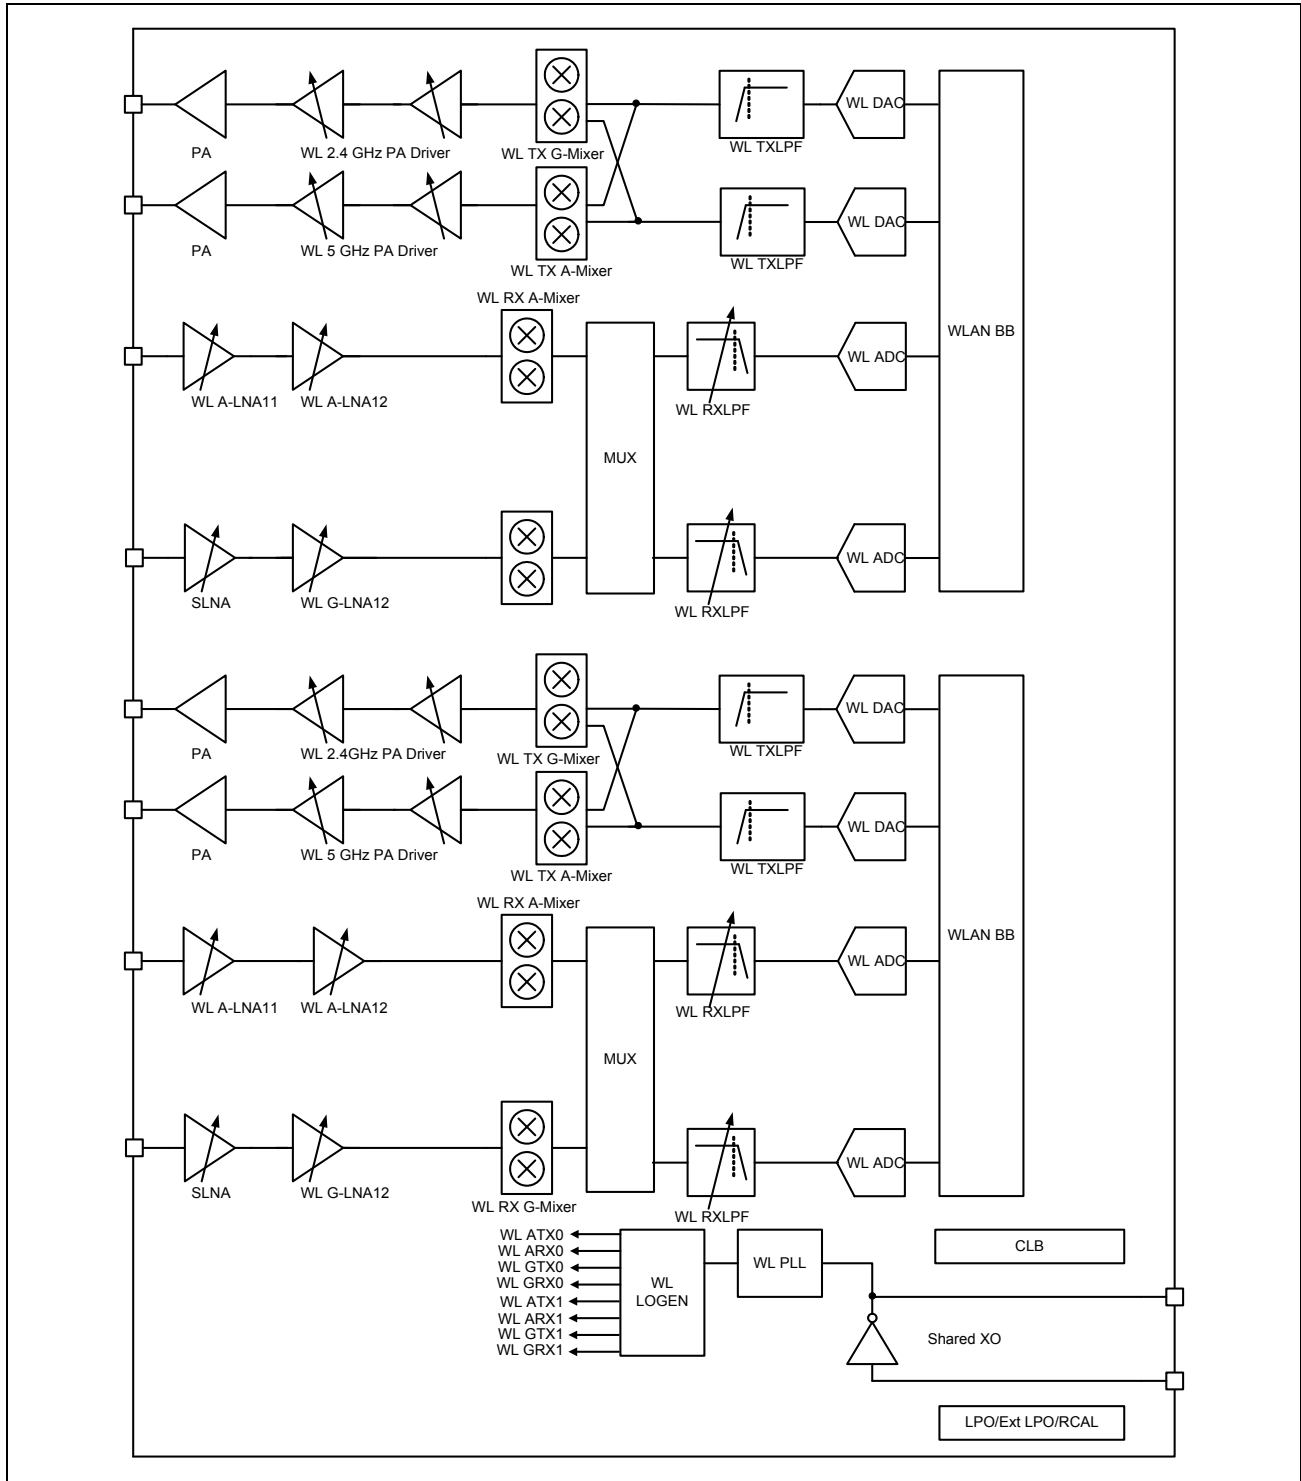 WL DAC
PA
WL 2.4 GHz PA Driver
WL TX G-Mixer
WL TXLPF
WL DAC
PA
WL 5 GHz PA Driver
WL TX A-Mixer
WL TXLPF
WL RX A-Mixer
WLAN BB
WL ADC
WL A-LNA11
WL A-LNA12
WL RXLPF
MUX
WL ADC
SLNA
WL G-LNA12
WL RXLPF
WL DAC
PA
WL 2.4GHz PA Driver
WL TX G-Mixer
WL TXLPF
WL DAC
PA
WL 5 GHz PA Driver
WL TX A-Mixer
WL TXLPF
WL RX A-Mixer
WLAN BB
WL ADC
WL A-LNA11
WL A-LNA12
WL RXLPF
MUX
WL ADC
SLNA
WL G-LNA12
WL RX G-Mixer
WL RXLPF
WL ATX0
WL ARX0
WL GTX0
WL GRX0
WL ATX1
WL ARX1
WL GTX1
WL GRX1
WL
LOGEN
WL PLL
CLB
Shared XO
LPO/Ext LPO/RCAL